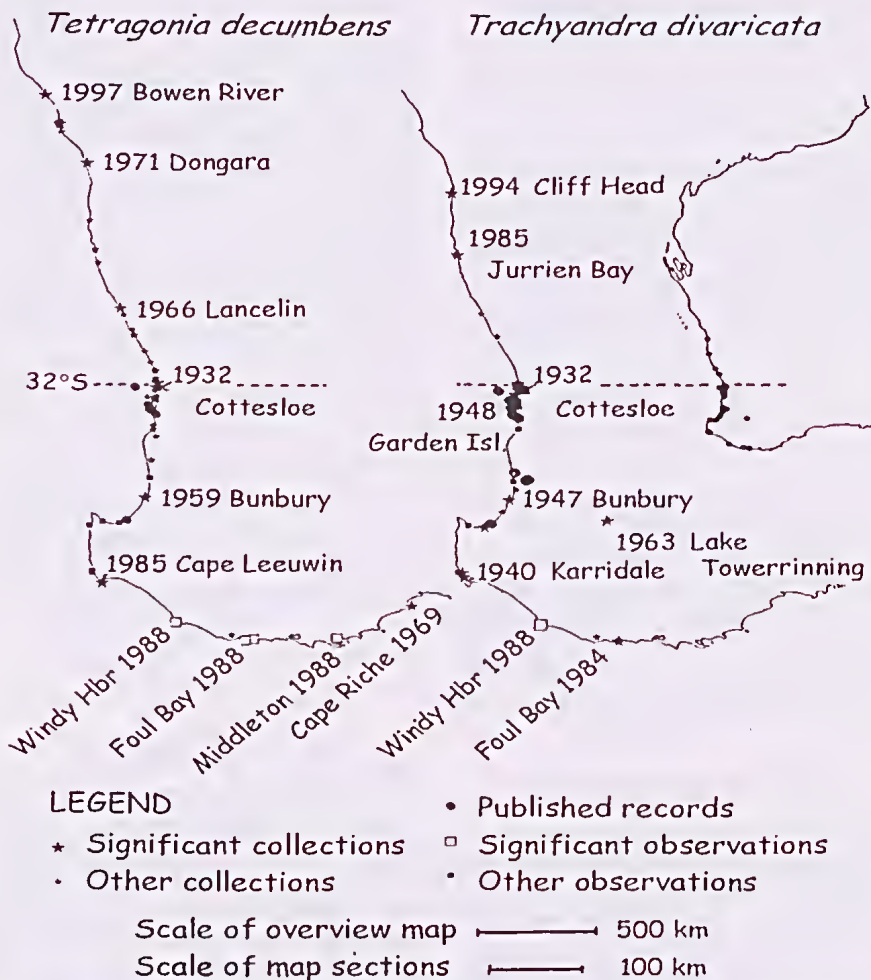 Tetragonia decumbens
Trachyandra divaricata
1997 Bowen River
1971 Dongara
1966 Lancelin
32°S
1932
Cottesloe
1959 Bunbury
1985 Cape Leeuwin
Windy Hbr 1988
Foul Bay 1988
Middleton 1988
Cape Riche 1969
1994 Cliff Head
1985
Jurrien Bay
1932
Cottesloe
1948
Garden Isl.
1947 Bunbury
1963 Lake
Towerrinning
1940 Karridale
Windy Hbr 1988
Foul Bay 1984
LEGEND
Significant collections
Other collections
Published records
Significant observations
Other observations
Scale of overview map 500 km
Scale of map sections 100 km